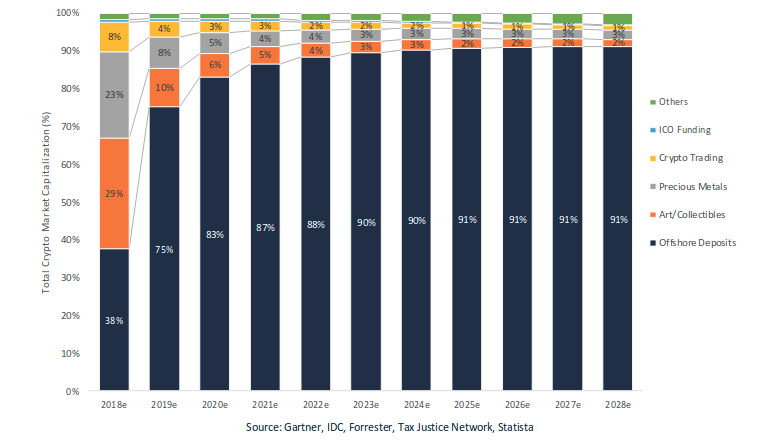 Total Crypto Market Capitalization (%)
100%
90%
80%
70%
60%
50%
40%
30%
20%
10%
0%
8% 4% 3% 3% 2% 2% 2% 1% 1% 1% 1%
23% 8% 5% 4% 4% 3% 3% 3% 3% 3% 3%
29% 10% 6% 5% 4% 3% 3% 2% 2% 2% 2%
38% 75% 83% 87% 88% 90% 90% 91% 91% 91% 91%
2018e 2019e 2020e 2021e 2022e 2023e 2024e 2025e 2026e 2027e 2028e
Others
ICO Funding
Crypto Trading
Precious Metals
Art/Collectibles
Offshore Deposits
Source: Gartner, IDC, Forrester, Tax Justice Network, Statista